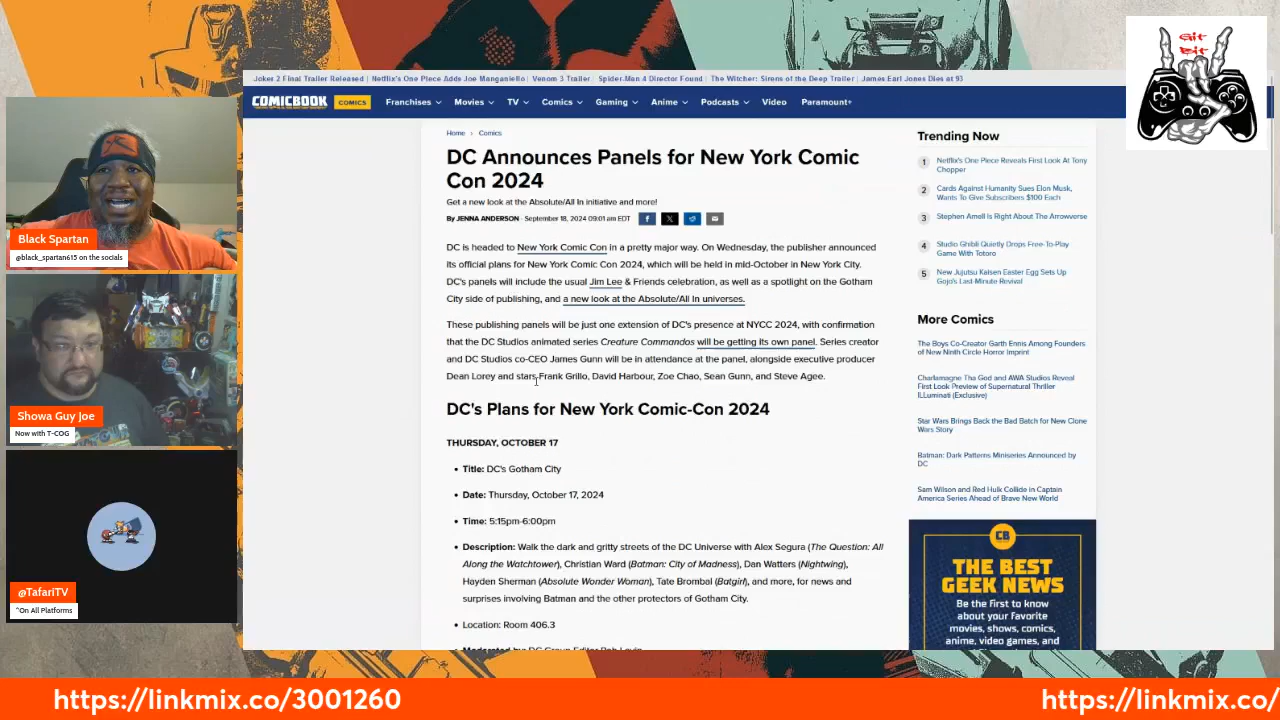 Joker 2 Final Trailer Released | Netflix's One Piece Adds Joe Manganiello | Venom 3 Trailer | Spider-Man 4 Director Found | The Witcher: Sirens of the Deep Trailer | James Earl Jones Dies at 93
COMICBOOK COMICS Franchises Movies TV Comics Gaming Anime Podcasts Video Paramount+
Git
Bit
Home > Comics
DC Announces Panels for New York Comic
Con 2024
Get a new look at the Absolute/All In initiative and more!
By JENNA ANDERSON - September 18, 2024 09:01 am EDT
DC is headed to New York Comic Con in a pretty major way. On Wednesday, the publisher announced
its official plans for New York Comic Con 2024, which will be held in mid-October in New York City.
DC's panels will include the usual Jim Lee & Friends celebration, as well as a spotlight on the Gotham
City side of publishing, and a new look at the Absolute/All In universes.
These publishing panels will be just one extension of DC's presence at NYCC 2024, with confirmation
that the DC Studios animated series Creature Commandos will be getting its own panel. Series creator
and DC Studios co-CEO James Gunn will be in attendance at the panel, alongside executive producer
Dean Lorey and stars Frank Grillo, David Harbour, Zoe Chao, Sean Gunn, and Steve Agee.
DC's Plans for New York Comic-Con 2024
THURSDAY, OCTOBER 17
• Title: DC's Gotham City
• Date: Thursday, October 17, 2024
• Time: 5:15pm-6:00pm
• Description: Walk the dark and gritty streets of the DC Universe with Alex Segura (The Question: All
Along the Watchtower), Christian Ward (Batman: City of Madness), Dan Watters (Nightwing),
Hayden Sherman (Absolute Wonder Woman), Tate Brombal (Batgirl), and more, for news and
surprises involving Batman and the other protectors of Gotham City.
• Location: Room 406.3
Trending Now
1 Netflix's One Piece Reveals First Look At Tony
Chopper
2 Cards Against Humanity Sues Elon Musk,
Wants To Give Subscribers $100 Each
3 Stephen Amell Is Right About The Arrowverse
4 Studio Ghibli Quietly Drops Free-To-Play
Game With Totoro
5 New Jujutsu Kaisen Easter Egg Sets Up
Gojo's Last-Minute Revival
More Comics
The Boys Co-Creator Garth Ennis Among Founders
of New Ninth Circle Horror Imprint
Charlamagne Tha God and AWA Studios Reveal
First Look Preview of Supernatural Thriller
ILLuminati (Exclusive)
Star Wars Brings Back the Bad Batch for New Clone
Wars Story
Batman: Dark Patterns Miniseries Announced by
DC
Sam Wilson and Red Hulk Collide in Captain
America Series Ahead of Brave New World
CB
THE BEST
GEEK NEWS
Be the First to know
about your Favorite
movies, shows, comics,
anime, video games, and
Black Spartan
@black_spartan615 on the socials
Showa Guy Joe
Now with T-COG
@TafariTV
^On All Platforms
https://linkmix.co/3001260
https://linkmix.co/